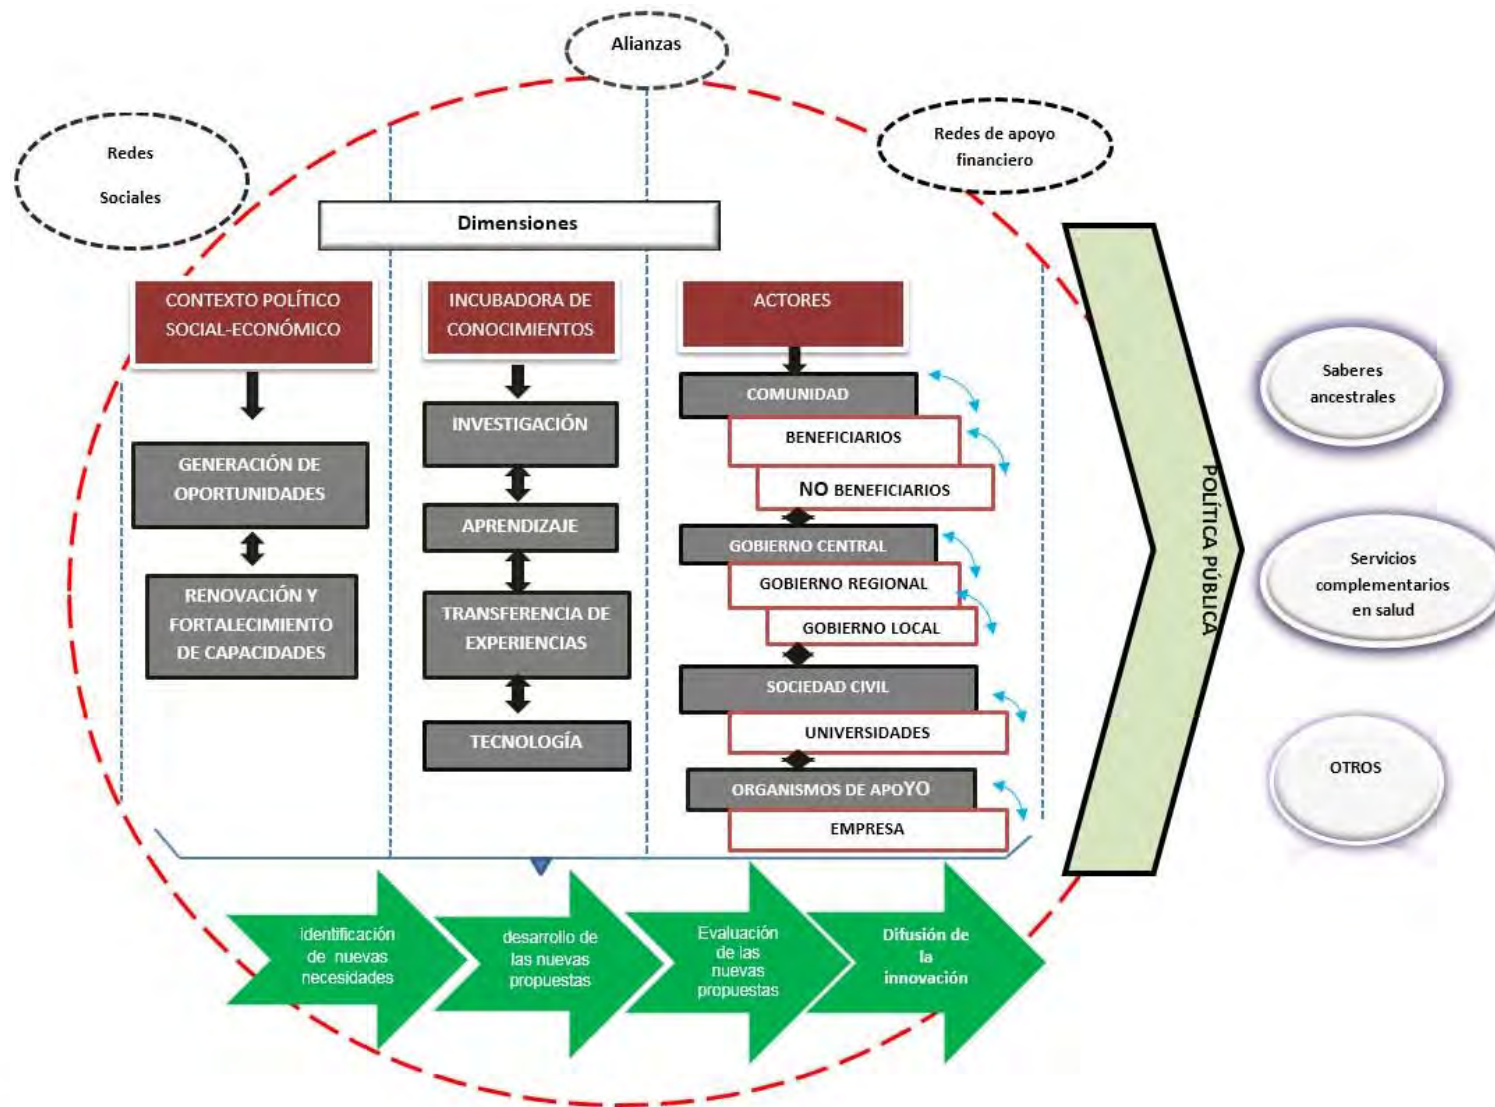 Alianzas
Redes
Sociales
Redes de apoyo
financiero
Dimensiones
CONTEXTO POLÍTICO
SOCIAL-ECONÓMICO
GENERACIÓN DE
OPORTUNIDADES
RENOVACIÓN Y
FORTALECIMIENTO
DE CAPACIDADES
INCUBADORA DE
CONOCIMIENTOS
INVESTIGACIÓN
APRENDIZAJE
TRANSFERENCIA DE
EXPERIENCIAS
TECNOLOGÍA
ACTORES
COMUNIDAD
BENEFICIARIOS
NO BENEFICIARIOS
GOBIERNO CENTRAL
GOBIERNO REGIONAL
GOBIERNO LOCAL
SOCIEDAD CIVIL
UNIVERSIDADES
ORGANISMOS DE APOYO
EMPRESA
identificación
de nuevas
necesidades
desarrollo de
las nuevas
propuestas
Evaluación
de las
nuevas
propuestas
Difusión de
la
innovación
POLÍTICA PÚBLICA
Saberes
ancestrales
Servicios
complementarios
en salud
OTROS